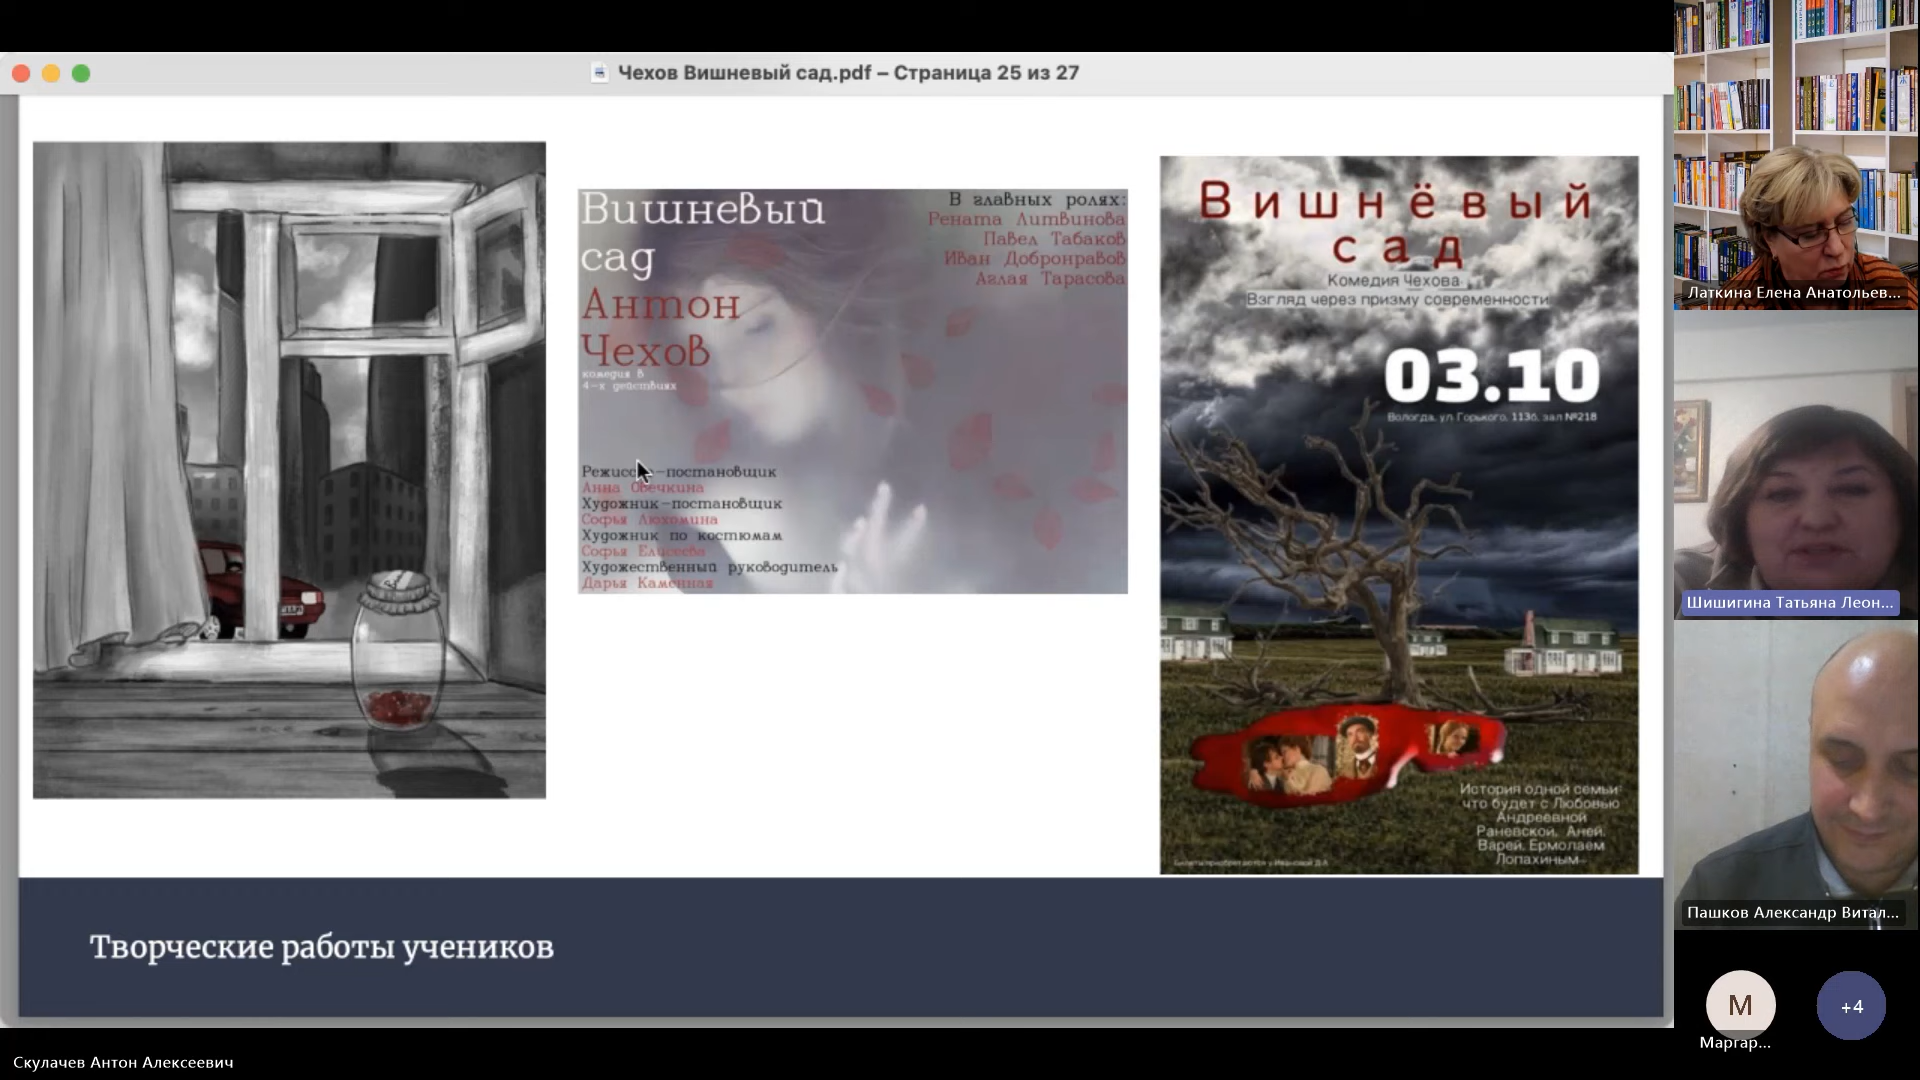 Чехов Вишневый сад.pdf – Страница 25 из 27
Вишневый
сад
Антон
Чехов
комедия в
4-х действиях
В главных ролях:
Рената Литвинова
Павел Табаков
Иван Добронравов
Аглая Тарасова
Режиссер-постановщик
Анна Овечкина
Художник-постановщик
Софья Люхомина
Художник по костюмам
Софья Елисеева
Художественный руководитель
Дарья Каменная
Вишнёвый
сад
Комедия Чехова
Взгляд через призму современности
03.10
Вологда, ул Горького, 113б, зал №218
История одной семьи:
что будет с Любовью
Андреевной
Раневской, Аней,
Варей, Ермолаем
Лопахиным
Творческие работы учеников
Латкина Елена Анатольев...
Шишигина Татьяна Леон...
Пашков Александр Витал...
М
Маргар...
+4
Скулачев Антон Алексеевич